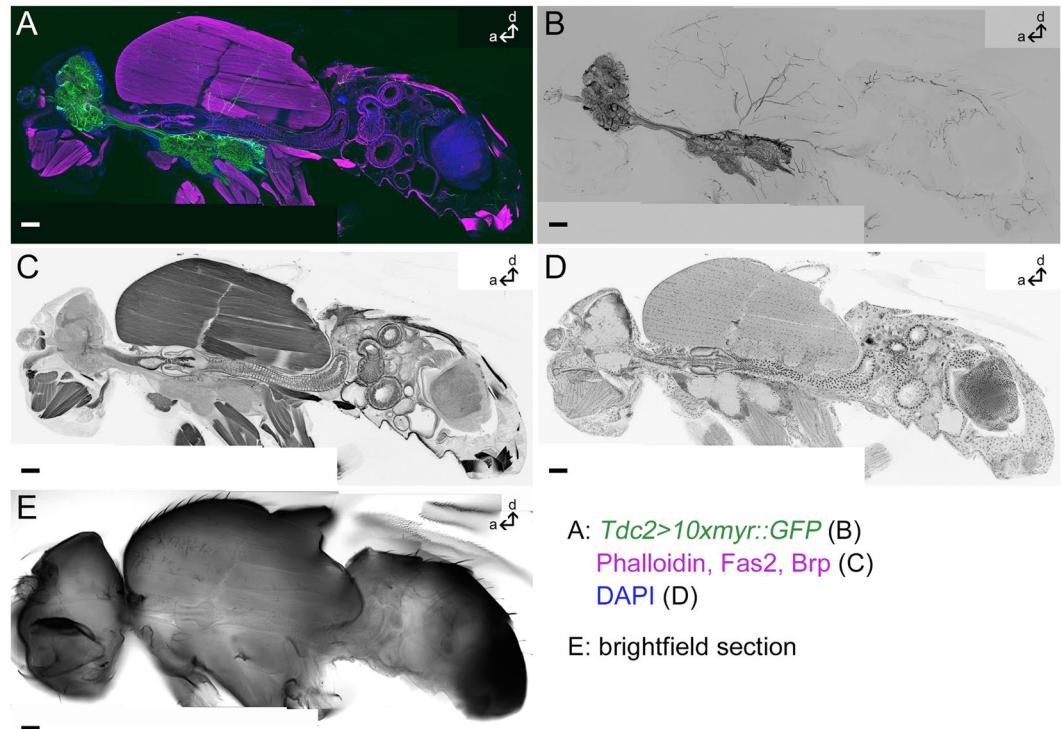 A
d
a
B
d
a
C
d
a
D
d
a
E
d
a
A: Tdc2>10xmyr::GFP (B)
Phalloidin, Fas2, Brp (C)
DAPI (D)
E: brightfield section